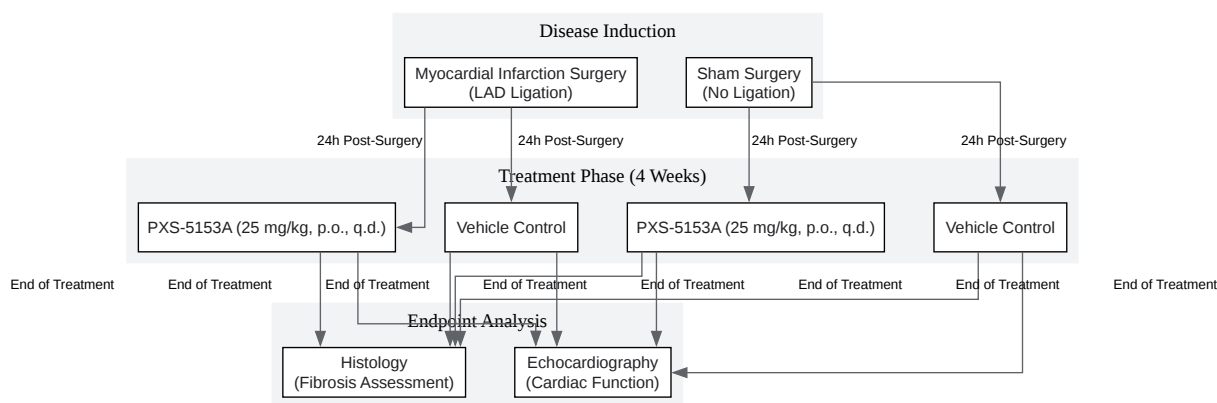 Disease Induction
Myocardial Infarction Surgery
(LAD Ligation)
Sham Surgery
(No Ligation)
24h Post-Surgery
24h Post-Surgery
24h Post-Surgery
24h Post-Surgery
Treatment Phase (4 Weeks)
PXS-5153A (25 mg/kg, p.o., q.d.)
Vehicle Control
PXS-5153A (25 mg/kg, p.o., q.d.)
Vehicle Control
End of Treatment
End of Treatment
End of Treatment
End of Treatment
End of Treatment
End of Treatment
End of Treatment
End of Treatment
Endpoint Analysis
Histology
(Fibrosis Assessment)
Echocardiography
(Cardiac Function)